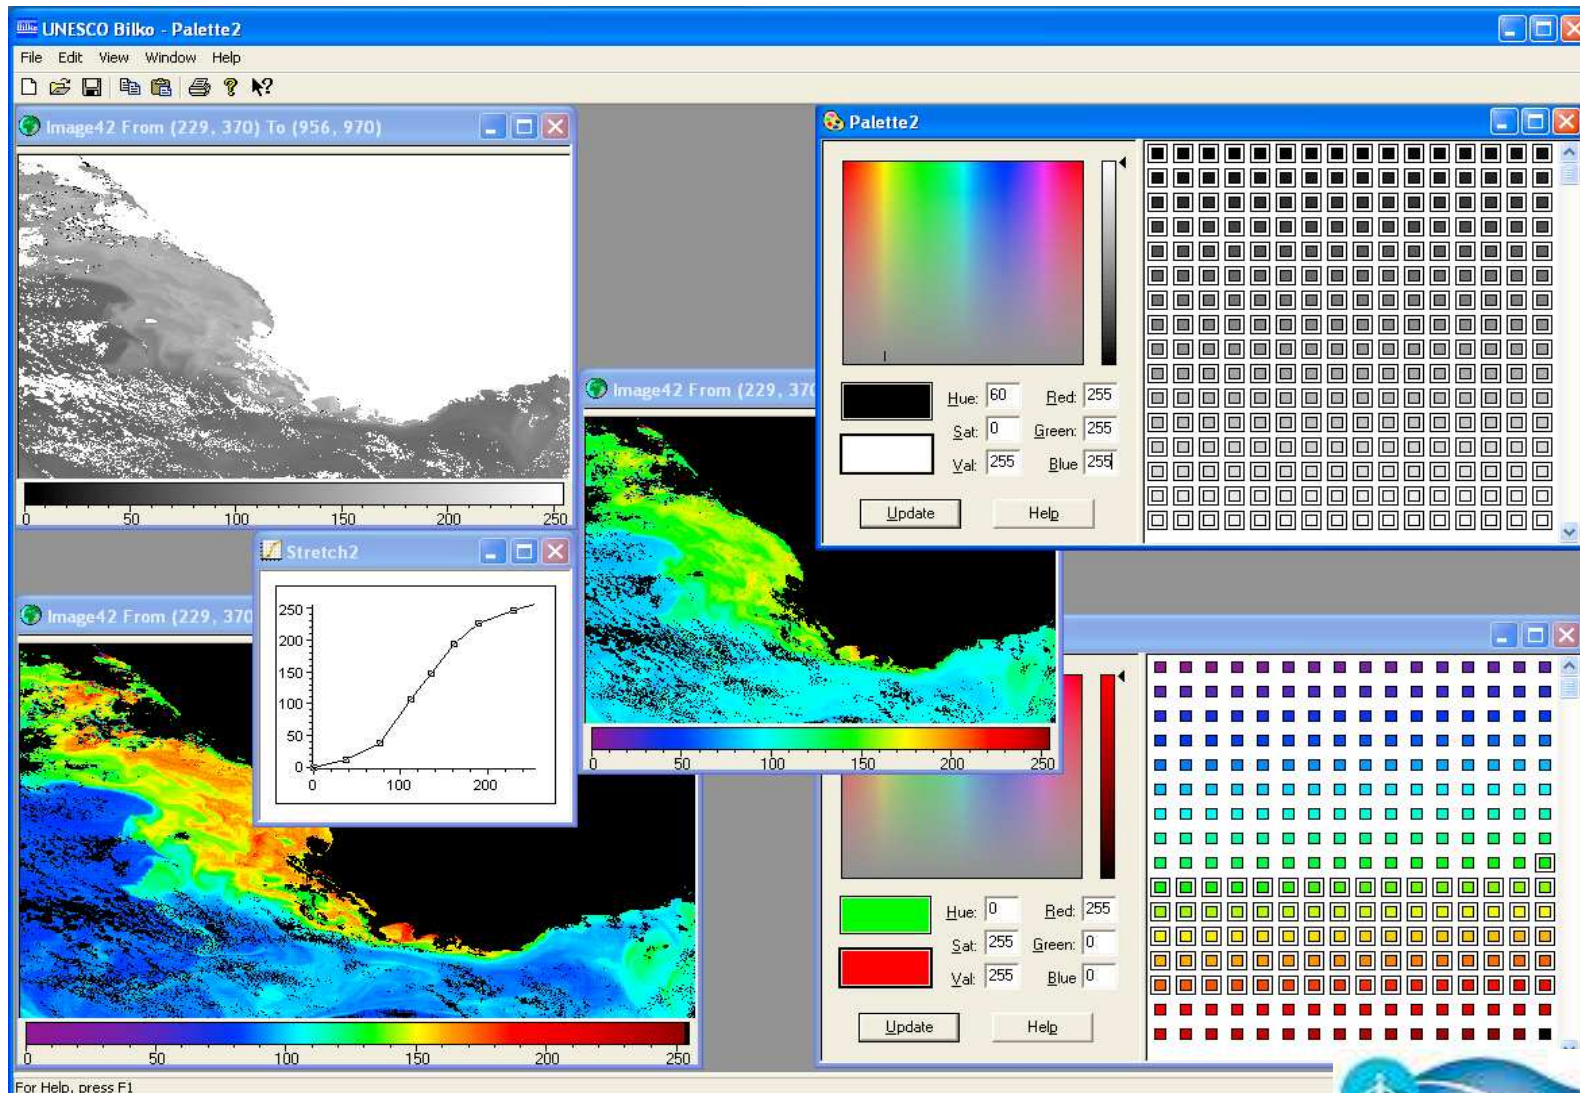 UNESCO Bilko - Palette2
File Edit View Window Help
Image42 From (229, 370) To (956, 970)
0 50 100 150 200 250
Palette2
Hue: 60 Red: 255
Sat: 0 Green: 255
Val: 255 Blue 255
Update Help
Image42 From (229, 370
0 50 100 150 200 250
Stretch2
250
200
150
100
50
0
0 100 200
Image42 From (229, 370
0 50 100 150 200 250
Hue: 0 Red: 255
Sat: 255 Green: 0
Val: 255 Blue 0
Update Help
For Help, press F1